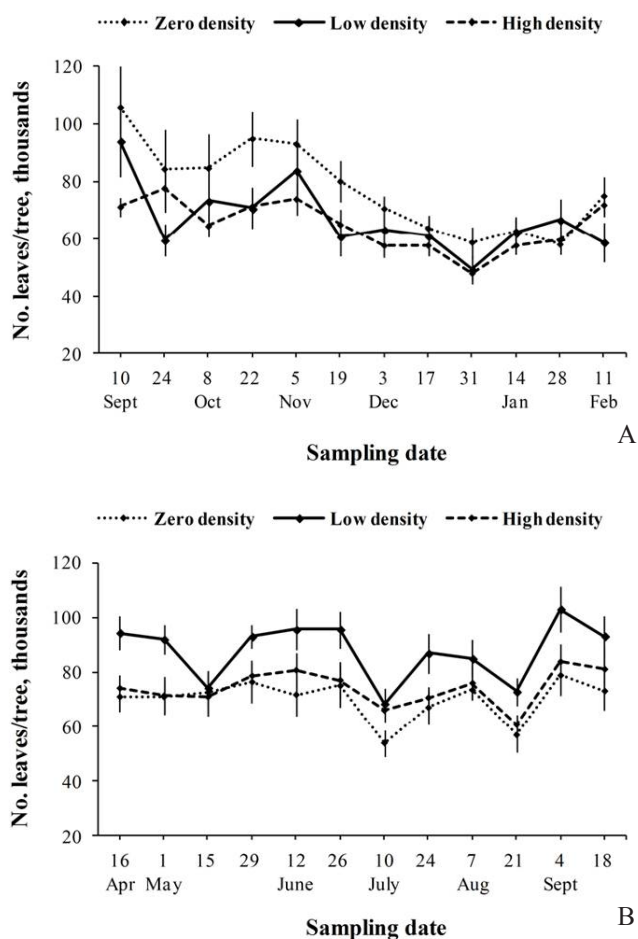 Zero density Low density High density
120
100
80
60
40
20
No. leaves/tree, thousands
10 24 8 22 5 19 3 17 31 14 28 11
Sept Oct Nov Dec Jan Feb
Sampling date
A
Zero density Low density High density
120
100
80
60
40
20
No. leaves/tree, thousands
16 1 15 29 12 26 10 24 7 21 4 18
Apr May June July Aug Sept
Sampling date
B